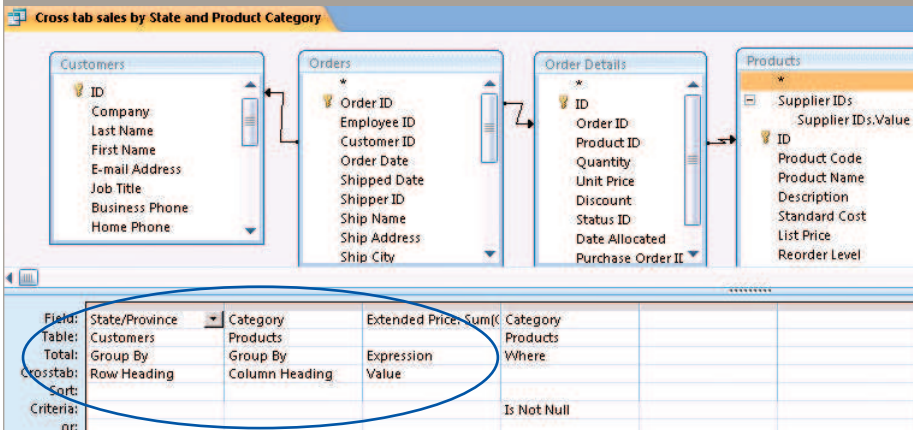 Cross tab sales by State and Product Category
Customers
ID
Company
Last Name
First Name
E-mail Address
Job Title
Business Phone
Home Phone
Orders
*
Order ID
Employee ID
Customer ID
Order Date
Shipped Date
Shipper ID
Ship Name
Ship Address
Ship City
Order Details
*
ID
Order ID
Product ID
Quantity
Unit Price
Discount
Status ID
Date Allocated
Purchase Order II
Products
*
Supplier IDs
Supplier IDs.Value
ID
Product Code
Product Name
Description
Standard Cost
List Price
Reorder Level
Field: State/Province Category Extended Price: Sum(C Category
Table: Customers Products Products
Total: Group By Group By Expression Where
Crosstab: Row Heading Column Heading Value
Sort:
Criteria: Is Not Null
or: